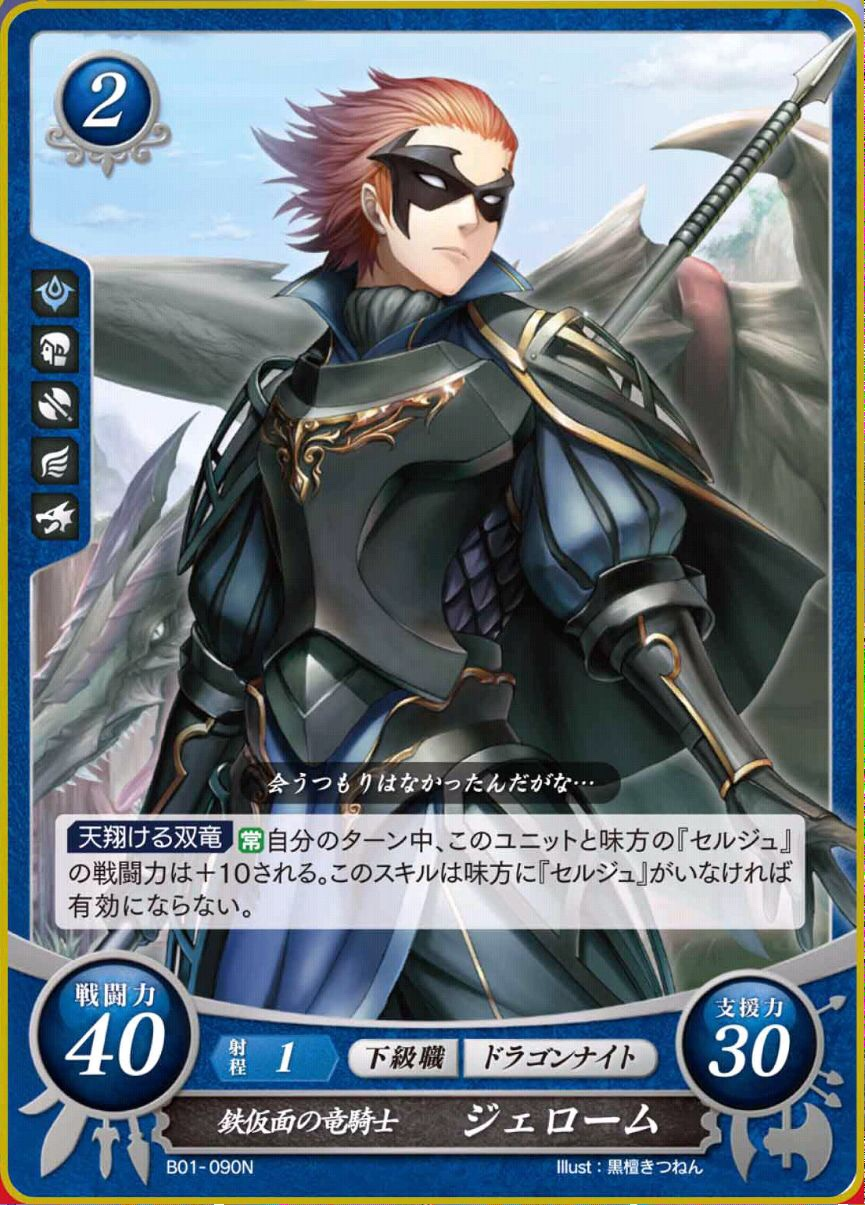 2
会うつもりはなかったんだがな…
天翔ける双竜 常 自分のターン中、このユニットと味方の『セルジュ』
の戦闘力は＋10される。このスキルは味方に『セルジュ』がいなければ
有効にならない。
戦闘力
40
射程 1
下級職 ドラゴンナイト
支援力
30
鉄仮面の竜騎士 ジェローム
B01-090N Illust：黒檀きつねん